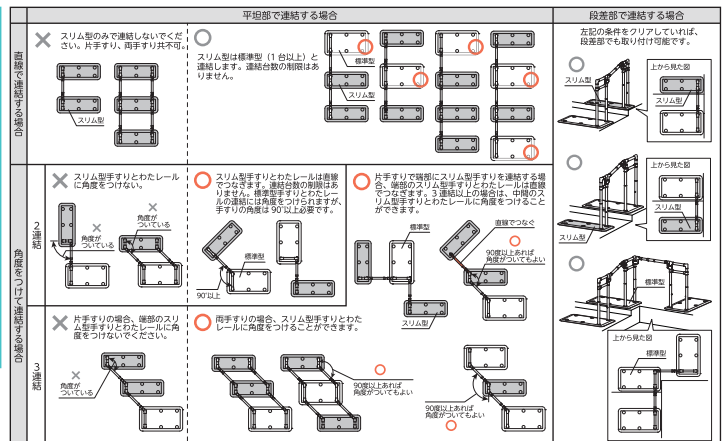 平坦部で連結する場合
段差部で連結する場合
直線で連結する場合
スリム型のみで連結しないでくだ
さい。片手すり、両手すり共不可。
スリム型
スリム型は標準型（1台以上）と
連結します。連結台数の制限はあ
りません。
標準型
スリム型
左記の条件をクリアしていれば、
段差部でも取り付け可能です。
スリム型
上から見た図
スリム型
角度をつけて連結する場合
2連結
スリム型手すりとわたレール
に角度をつけない。
角度が
ついている
角度が
ついている
スリム型手すりとわたレールは直線
でつなぎます。連結台数の制限はあ
りません。標準型手すりとわたレー
ルの連結には角度をつけられますが、
手すりの角度は90°以上必要です。
標準型
90°以上
片手すりで端部にスリム型手すりを連結する場
合、端部のスリム型手すりとわたレールは直線
でつなぎます。3連結以上の場合は、中間のス
リム型手すりとわたレールに角度をつけること
ができます。
標準型
直線でつなぐ
90度以上あれば
角度がついてもよい
スリム型
スリム型
上から見た図
3連結
片手すりの場合、端部のスリ
ム型手すりとわたレールに角
度をつけないでください。
角度が
ついている
両手すりの場合、スリム型手すりとわた
レールに角度をつけることができます。
90度以上あれば
角度がついてもよい
90度以上あれば
角度がついてもよい
標準型
上から見た図
標準型